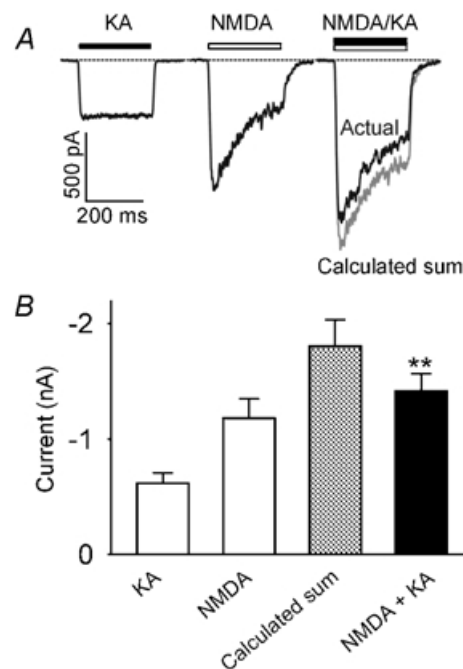 A
KA
NMDA
NMDA/KA
Actual
500 pA
200 ms
Calculated sum
B
-2
**
-1
0
Current (nA)
KA
NMDA
Calculated sum
NMDA + KA